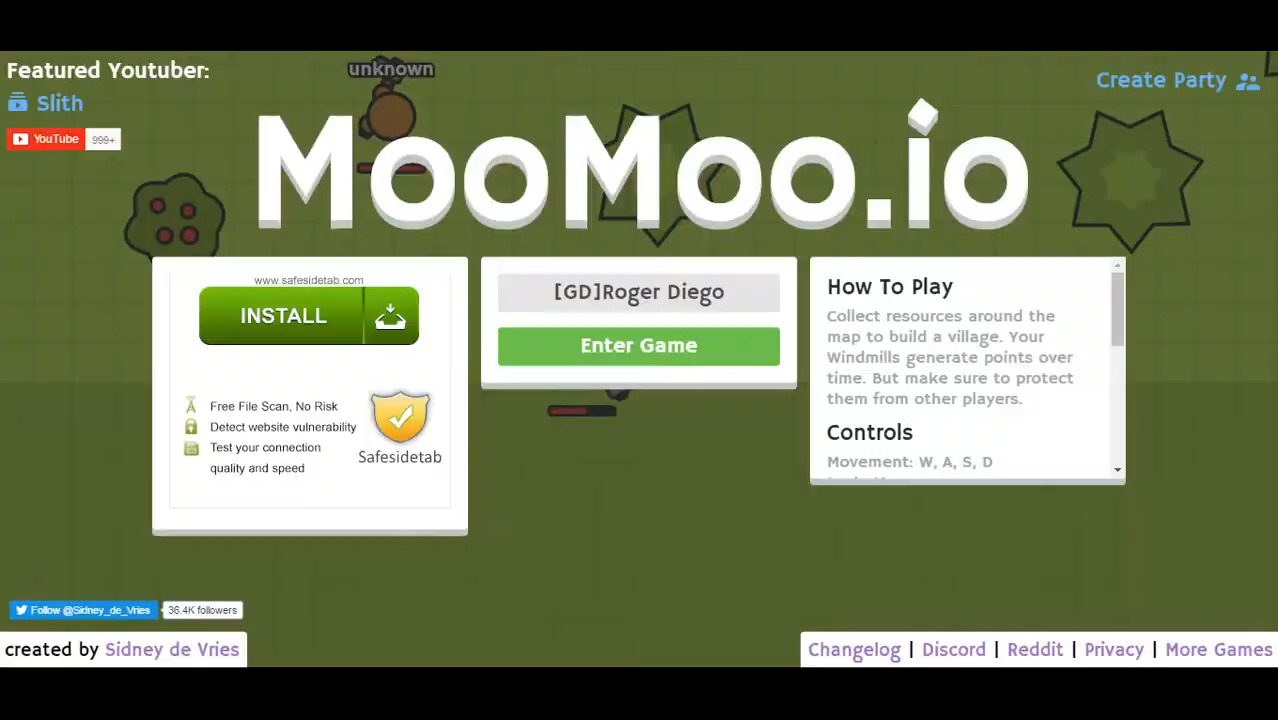 Featured Youtuber:
Slith
YouTube 999+
unknown
Create Party
MooMoo.io
www.safesidetab.com
INSTALL
Free File Scan, No Risk
Detect website vulnerability
Test your connection
quality and speed
Safesidetab
[GD]Roger Diego
Enter Game
How To Play
Collect resources around the
map to build a village. Your
Windmills generate points over
time. But make sure to protect
them from other players.
Controls
Movement: W, A, S, D
Follow @Sidney_de_Vries 36.4K followers
created by Sidney de Vries
Changelog | Discord | Reddit | Privacy | More Games